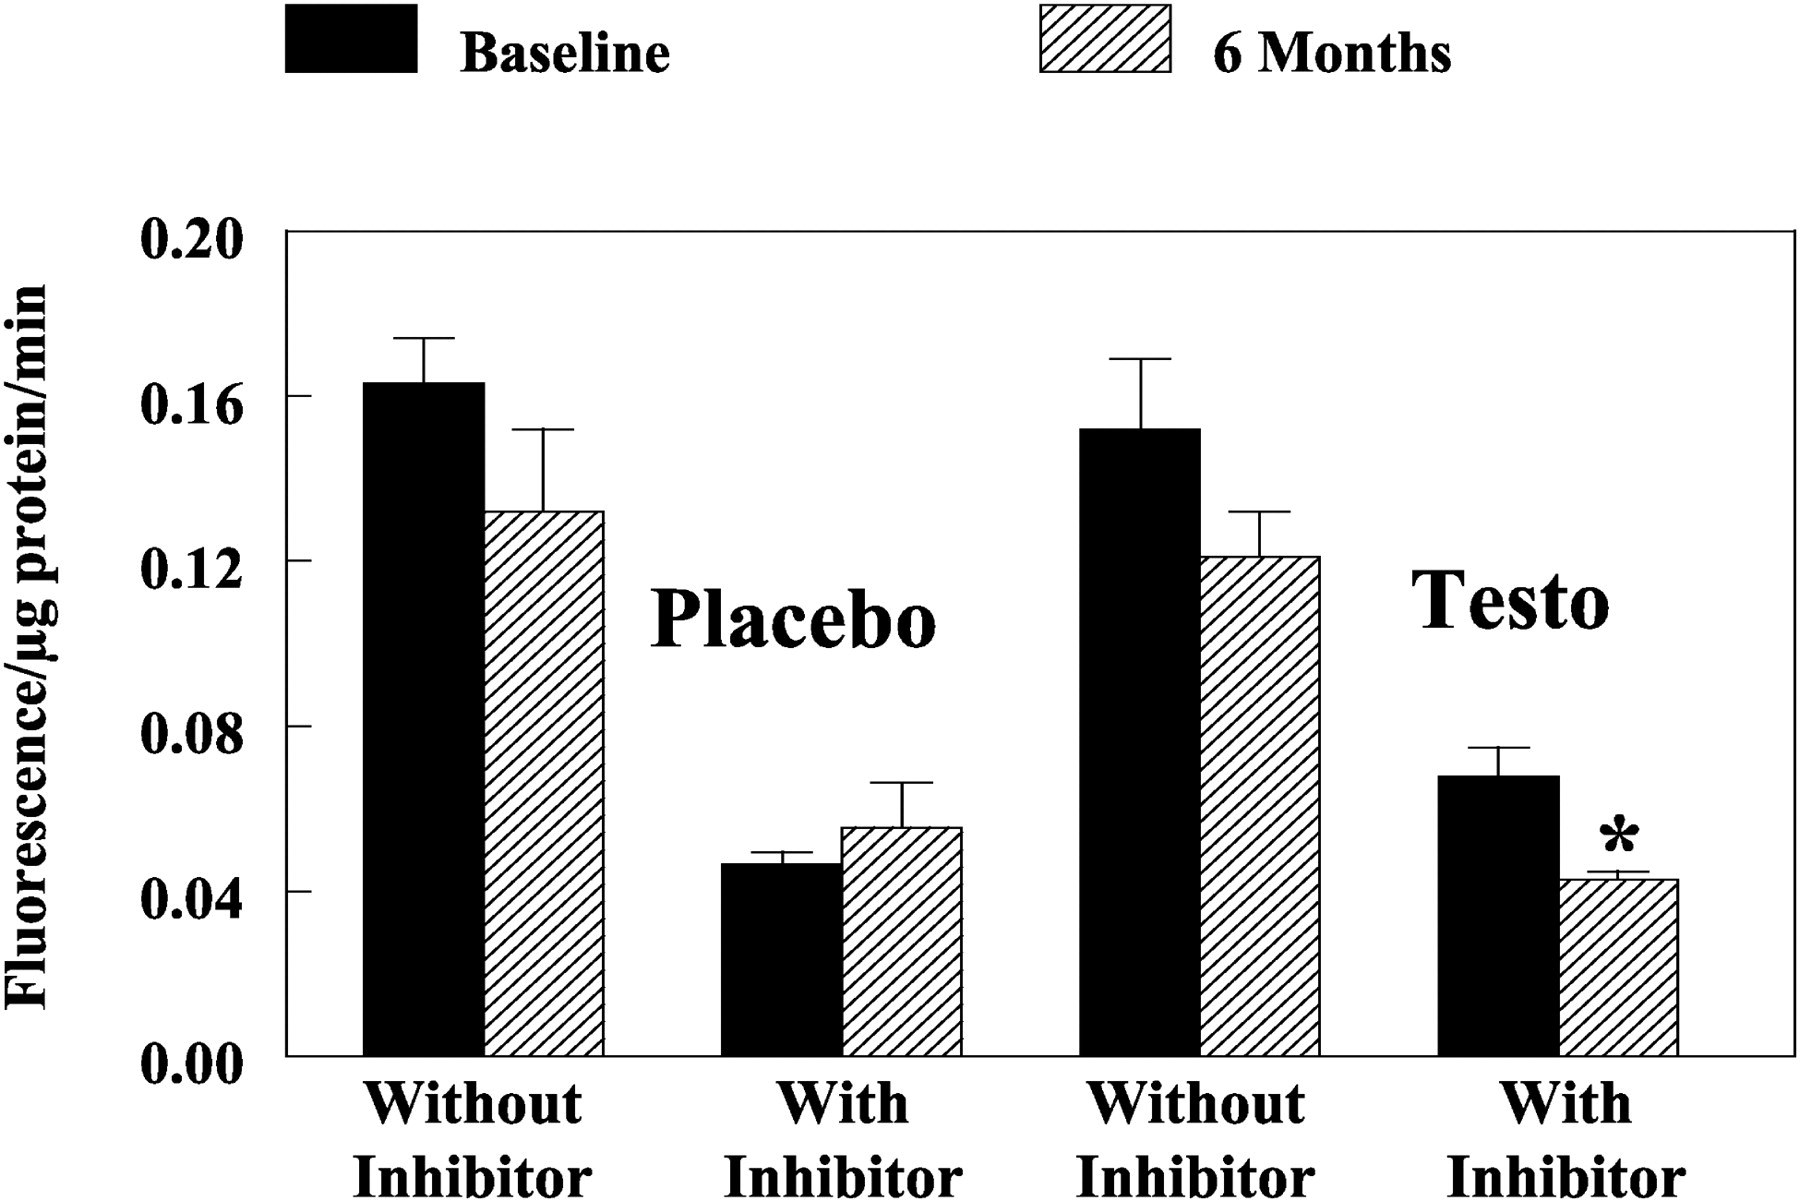 Baseline
6 Months
Fluorescence/µg protein/min
0.20
0.16
0.12
0.08
0.04
0.00
Placebo
Testo
*
Without
Inhibitor
With
Inhibitor
Without
Inhibitor
With
Inhibitor